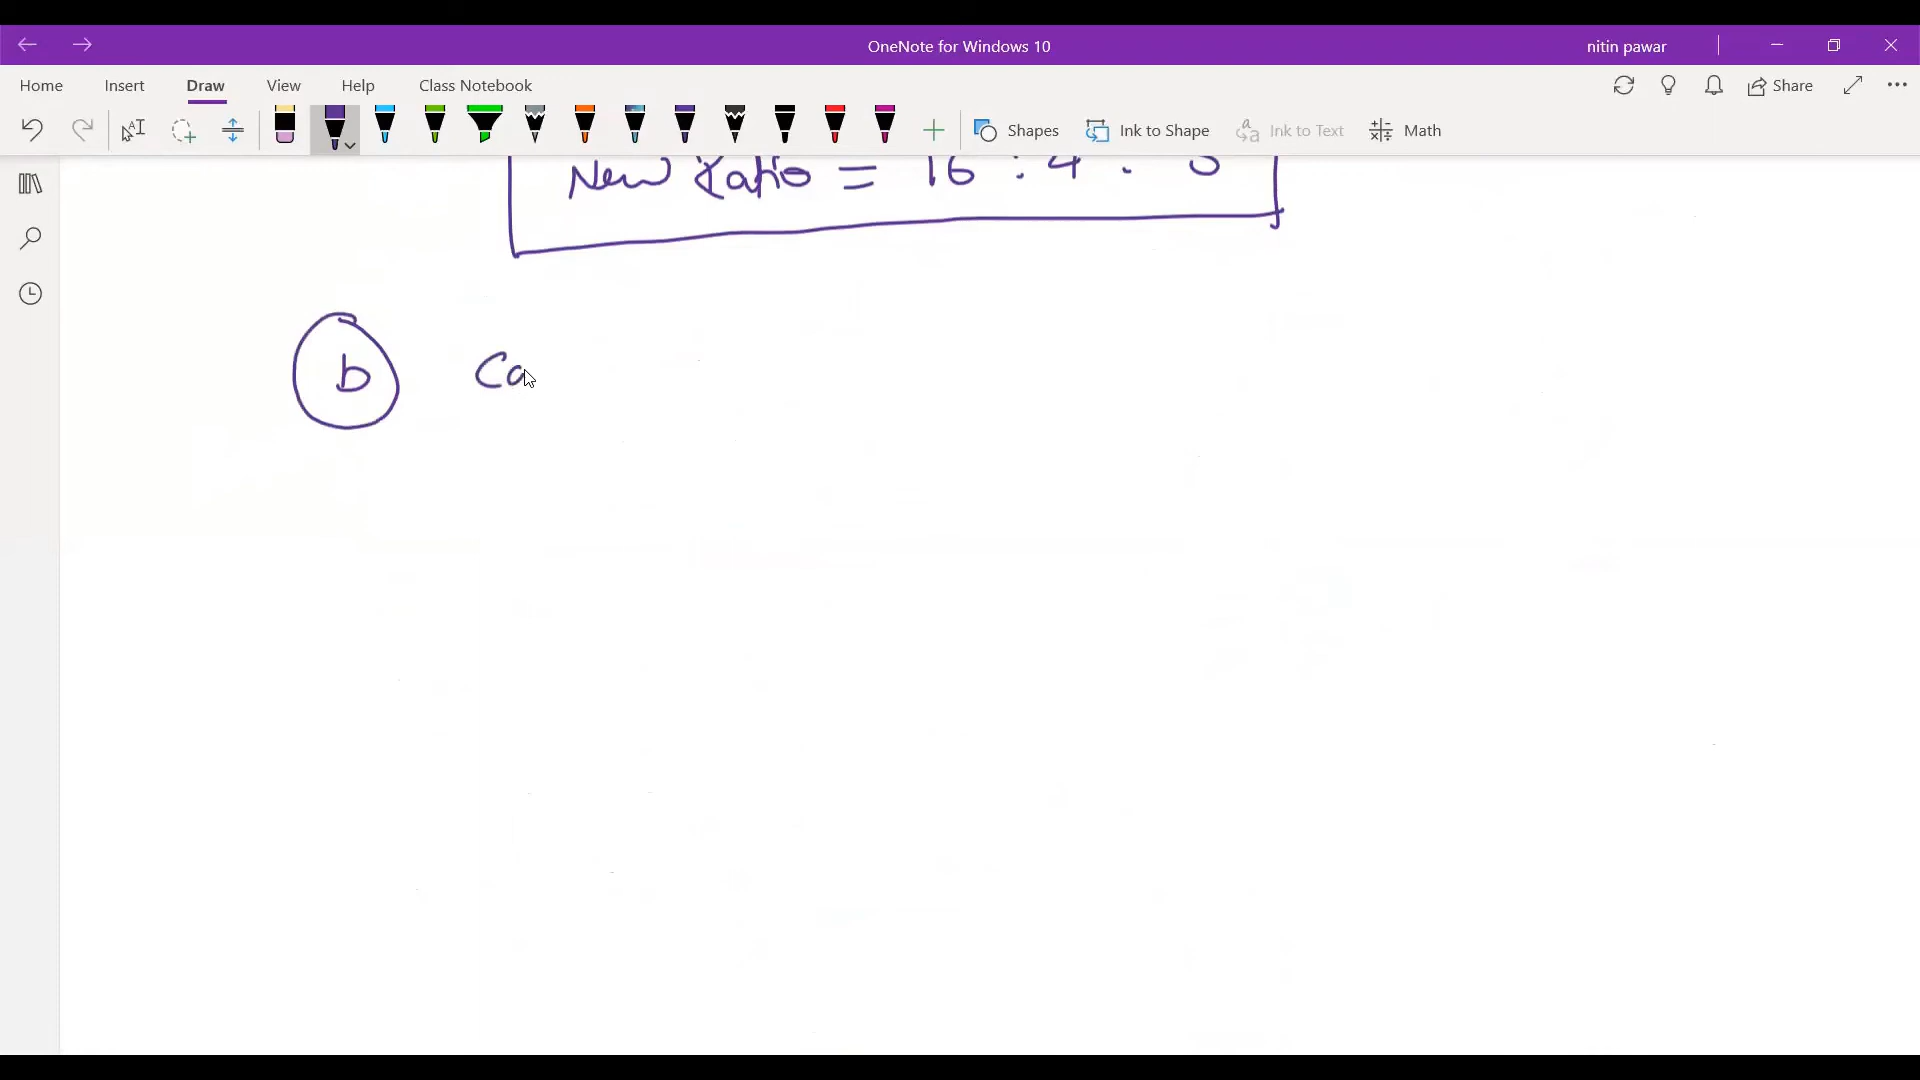 OneNote for Windows 10
nitin pawar
Home Insert Draw View Help Class Notebook
Share
Shapes Ink to Shape Ink to Text Math
New Ratio = 16 : 4 :
b Ca